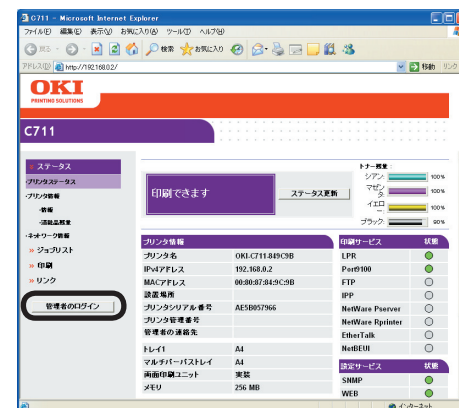 C711 - Microsoft Internet Explorer
ファイル(F) 編集(E) 表示(V) お気に入り(A) ツール(T) ヘルプ(H)
戻る 検索 お気に入り
アドレス(D) http://192.168.0.2/ 移動 リンク
OKI
PRINTING SOLUTIONS
C711
ステータス
プリンタステータス
プリンタ情報
情報
消耗品残量
ネットワーク情報
ジョブリスト
印刷
リンク
管理者のログイン
印刷できます
ステータス更新
トナー残量
シアン: 100%
マゼンタ: 100%
イエロー: 100%
ブラック: 90%
プリンタ情報
プリンタ名 OKI-C711-849C9B
IPv4アドレス 192.168.0.2
MACアドレス 00:80:87:84:9C:9B
設置場所
プリンタシリアル番号 AE5B057966
プリンタ管理番号
管理者の連絡先
トレイ1 A4
マルチパーパストレイ A4
両面印刷ユニット 実装
メモリ 256 MB
印刷サービス 状態
LPR
Port9100
FTP
IPP
NetWare Pserver
NetWare Rprinter
EtherTalk
NetBEUI
設定サービス 状態
SNMP
WEB
インターネット